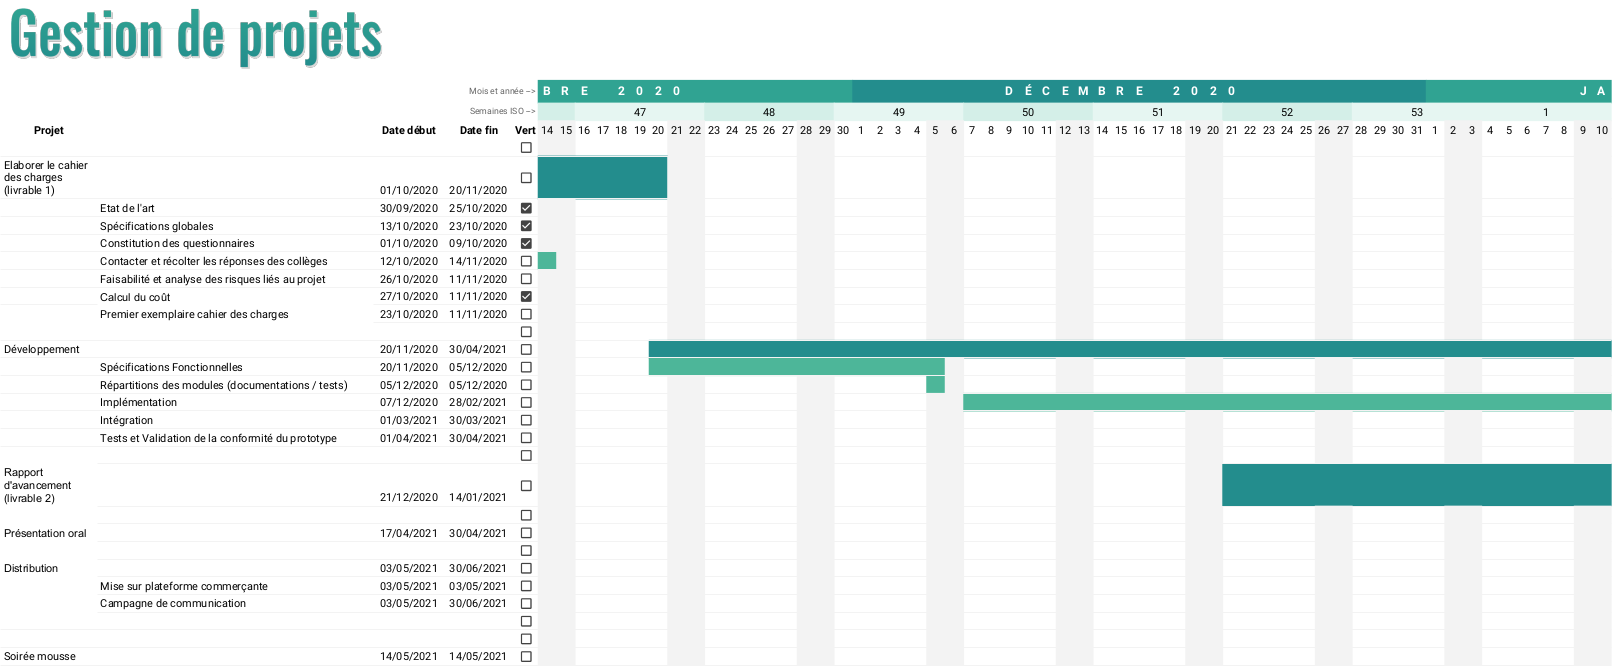 Gestion de projets
Mois et année --> BRE 2020 DÉCEMBRE 2020 JA
Semaines ISO --> 47 48 49 50 51 52 53 1
Projet Date début Date fin Vert 14 15 16 17 18 19 20 21 22 23 24 25 26 27 28 29 30 1 2 3 4 5 6 7 8 9 10 11 12 13 14 15 16 17 18 19 20 21 22 23 24 25 26 27 28 29 30 31 1 2 3 4 5 6 7 8 9 10
Elaborer le cahier
des charges
(livrable 1) 01/10/2020 20/11/2020
Etat de l'art 30/09/2020 25/10/2020
Spécifications globales 13/10/2020 23/10/2020
Constitution des questionnaires 01/10/2020 09/10/2020
Contacter et récolter les réponses des collèges 12/10/2020 14/11/2020
Faisabilité et analyse des risques liés au projet 26/10/2020 11/11/2020
Calcul du coût 27/10/2020 11/11/2020
Premier exemplaire cahier des charges 23/10/2020 11/11/2020
Développement 20/11/2020 30/04/2021
Spécifications Fonctionnelles 20/11/2020 05/12/2020
Répartitions des modules (documentations / tests) 05/12/2020 05/12/2020
Implémentation 07/12/2020 28/02/2021
Intégration 01/03/2021 30/03/2021
Tests et Validation de la conformité du prototype 01/04/2021 30/04/2021
Rapport
d'avancement
(livrable 2) 21/12/2020 14/01/2021
Présentation oral 17/04/2021 30/04/2021
Distribution 03/05/2021 30/06/2021
Mise sur plateforme commerçante 03/05/2021 03/05/2021
Campagne de communication 03/05/2021 30/06/2021
Soirée mousse 14/05/2021 14/05/2021